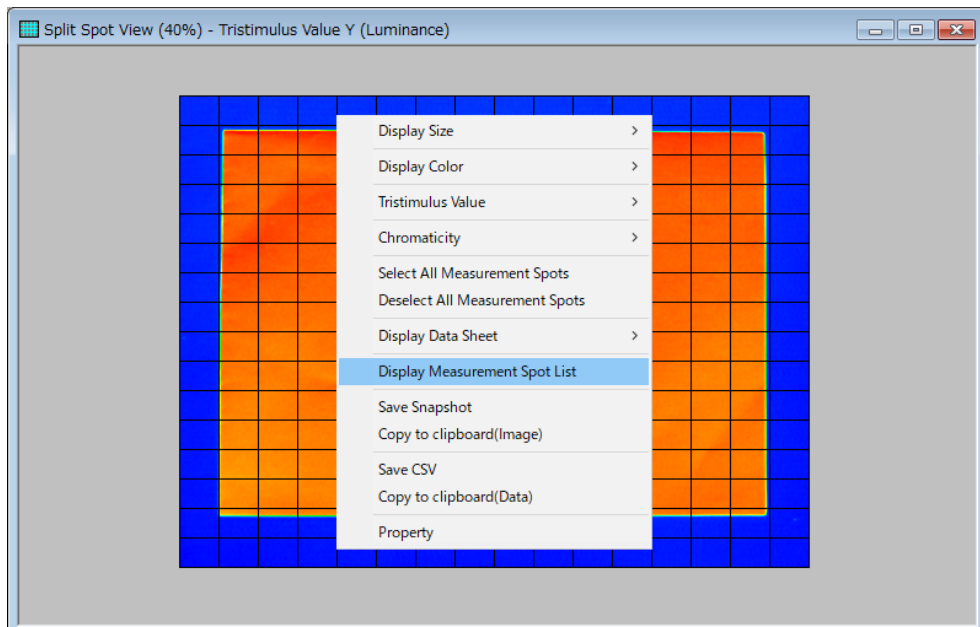 Split Spot View (40%) - Tristimulus Value Y (Luminance)
Display Size
Display Color
Tristimulus Value
Chromaticity
Select All Measurement Spots
Deselect All Measurement Spots
Display Data Sheet
Display Measurement Spot List
Save Snapshot
Copy to clipboard(Image)
Save CSV
Copy to clipboard(Data)
Property